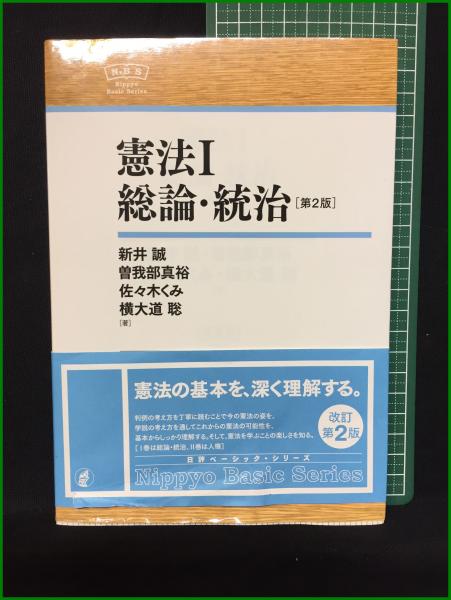 N・B・S
Nippyo
Basic Series
憲法I
総論・統治[第2版]
新井 誠
曽我部真裕
佐々木くみ
横大道 聡
[著]
憲法の基本を、深く理解する。
判例の考え方を丁寧に読むことで今の憲法の姿を、
学説の考え方を通してこれからの憲法の可能性を、
基本からしっかり理解する。そして、憲法を学ぶことの楽しさを知る。
[I巻は総論・統治、II巻は人権]
改訂
第2版
日評ベーシック・シリーズ
Nippyo Basic Series